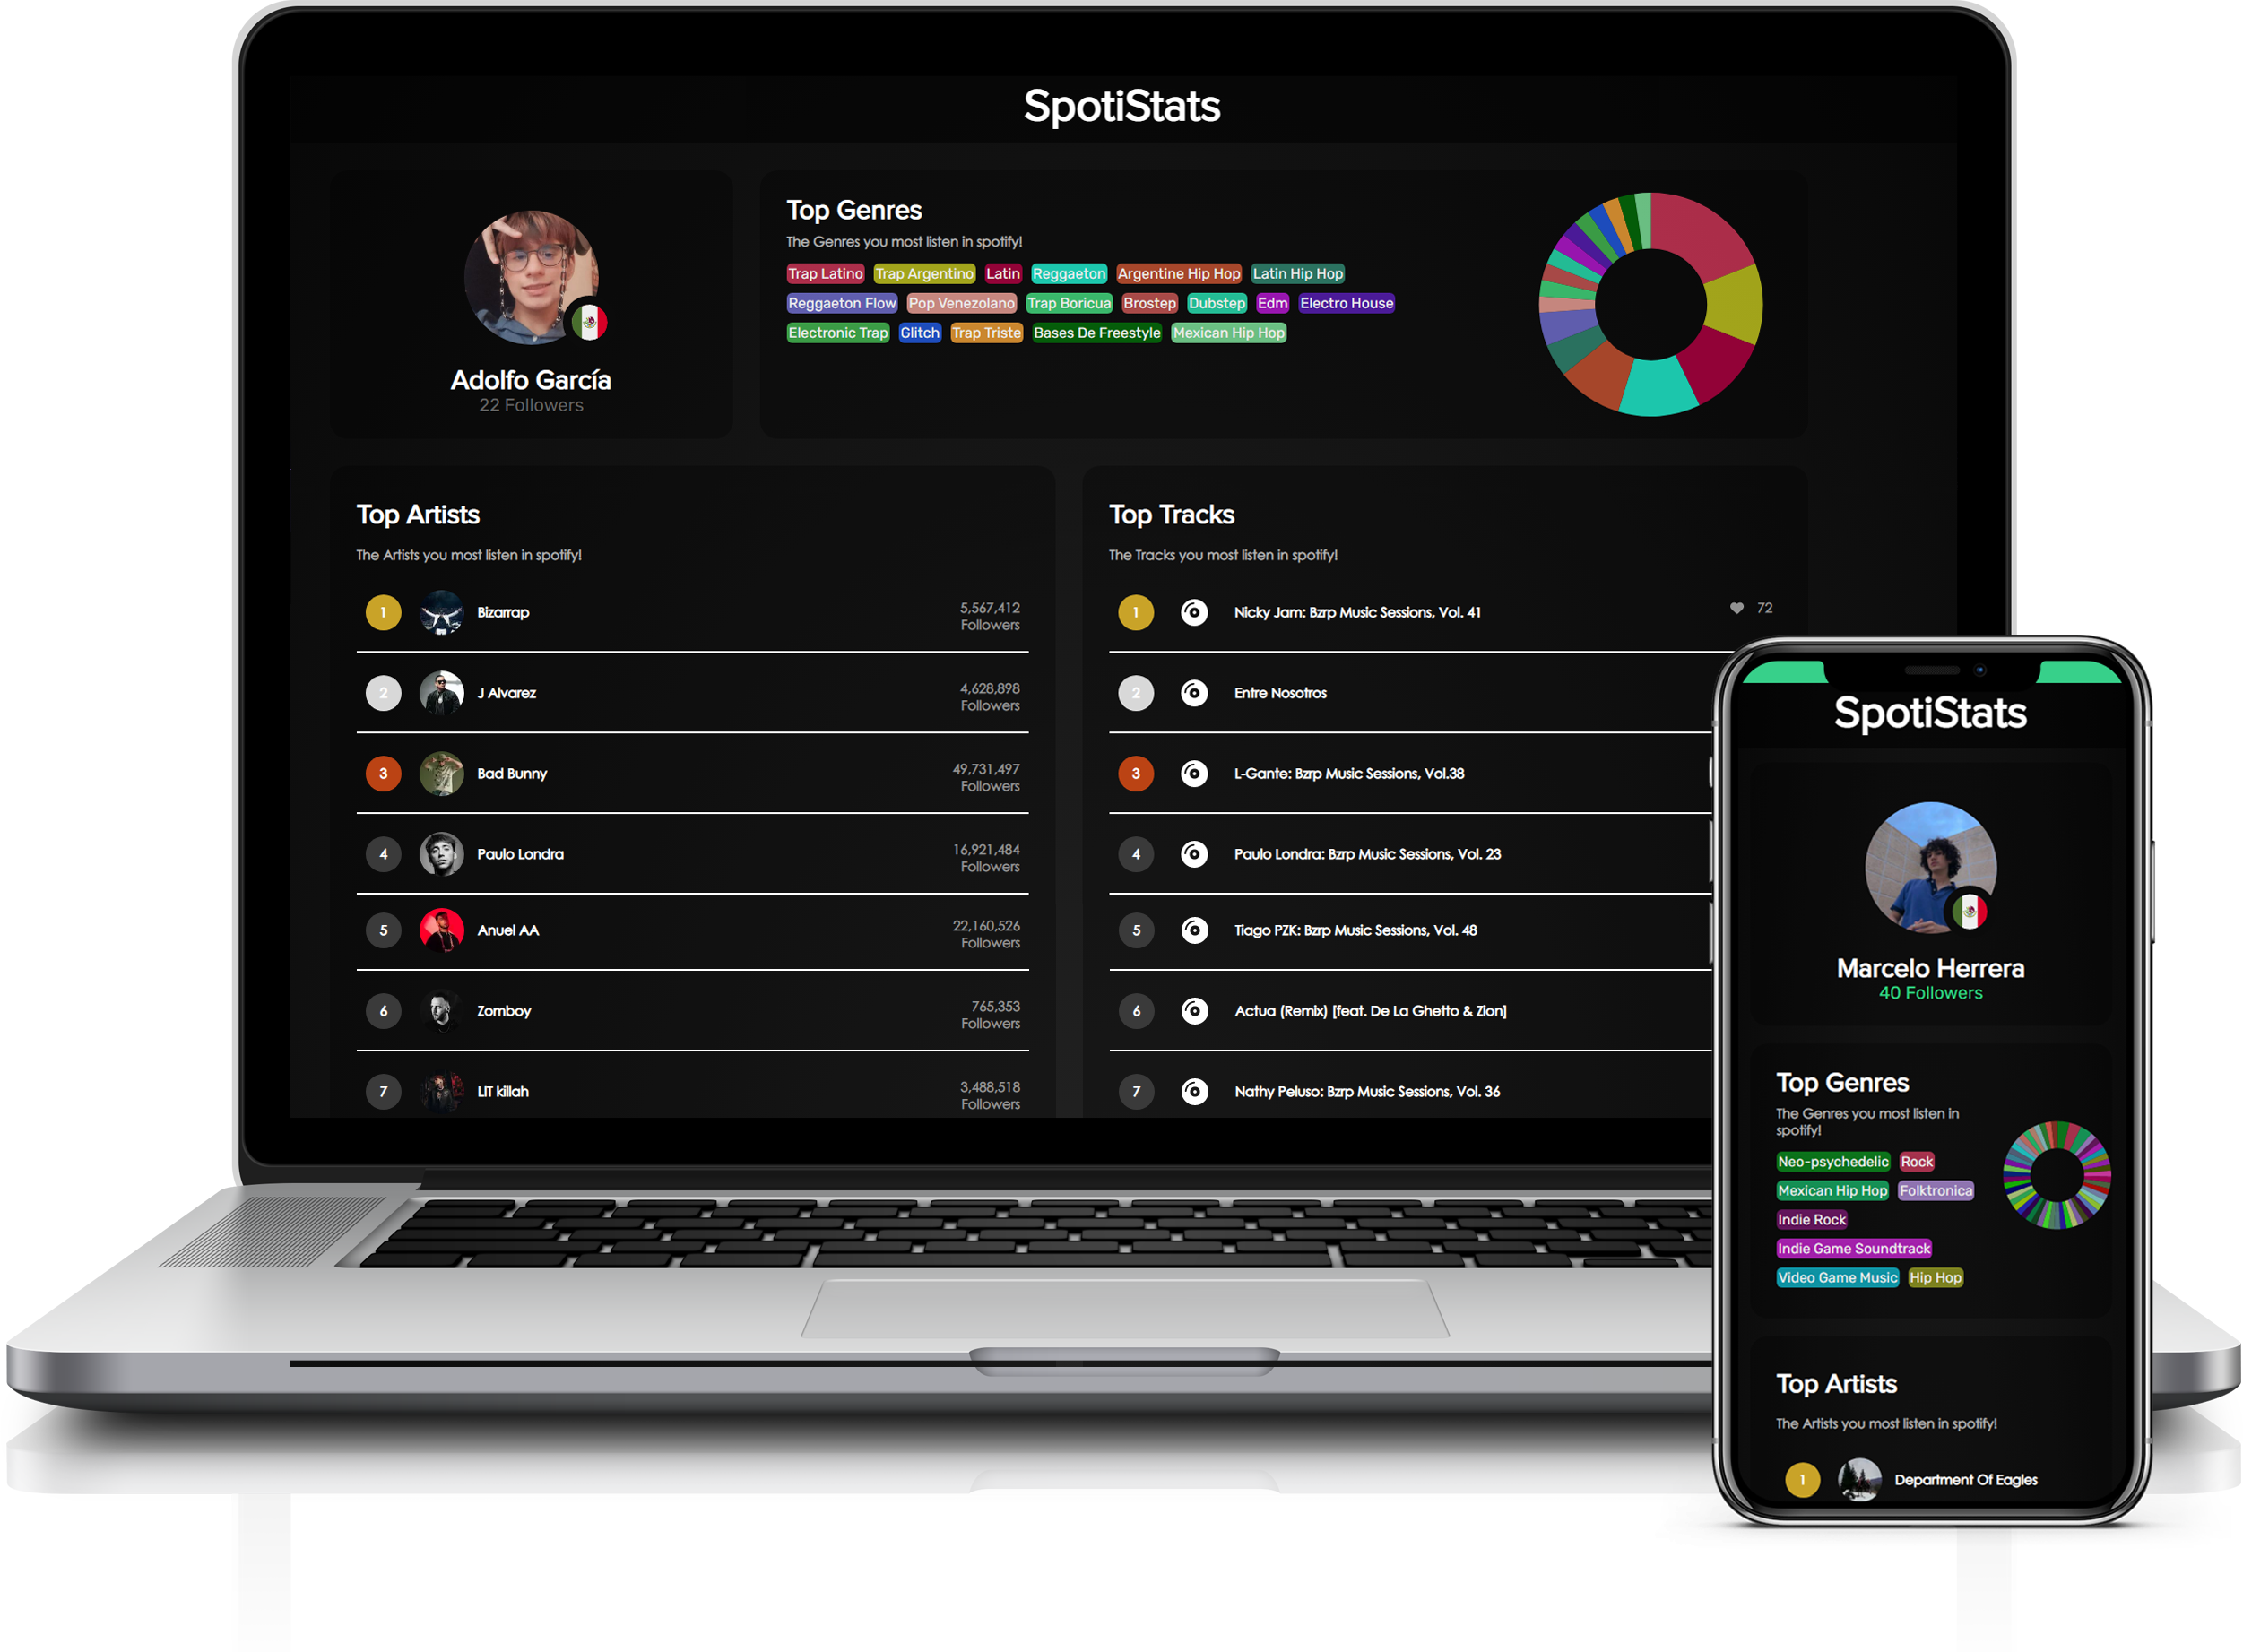 SpotiStats
Adolfo García
22 Followers
Top Genres
The Genres you most listen in spotify!
Trap Latino Trap Argentino Latin Reggaeton Argentine Hip Hop Latin Hip Hop
Reggaeton Flow Pop Venezolano Trap Boricua Brostep Dubstep Edm Electro House
Electronic Trap Glitch Trap Triste Bases De Freestyle Mexican Hip Hop
Top Artists
The Artists you most listen in spotify!
1 Bizarrap 5,567,412
Followers
2 J Alvarez 4,628,898
Followers
3 Bad Bunny 49,731,497
Followers
4 Paulo Londra 16,921,484
Followers
5 Anuel AA 22,160,526
Followers
6 Zomboy 765,353
Followers
7 LIT killah 3,488,518
Followers
Top Tracks
The Tracks you most listen in spotify!
1 Nicky Jam: Bzrp Music Sessions, Vol. 41 72
2 Entre Nosotros
3 L-Gante: Bzrp Music Sessions, Vol.38
4 Paulo Londra: Bzrp Music Sessions, Vol. 23
5 Tiago PZK: Bzrp Music Sessions, Vol. 48
6 Actua (Remix) [feat. De La Ghetto & Zion]
7 Nathy Peluso: Bzrp Music Sessions, Vol. 36
SpotiStats
Marcelo Herrera
40 Followers
Top Genres
The Genres you most listen in
spotify!
Neo-psychedelic Rock
Mexican Hip Hop Folktronica
Indie Rock
Indie Game Soundtrack
Video Game Music Hip Hop
Top Artists
The Artists you most listen in spotify!
1 Department Of Eagles